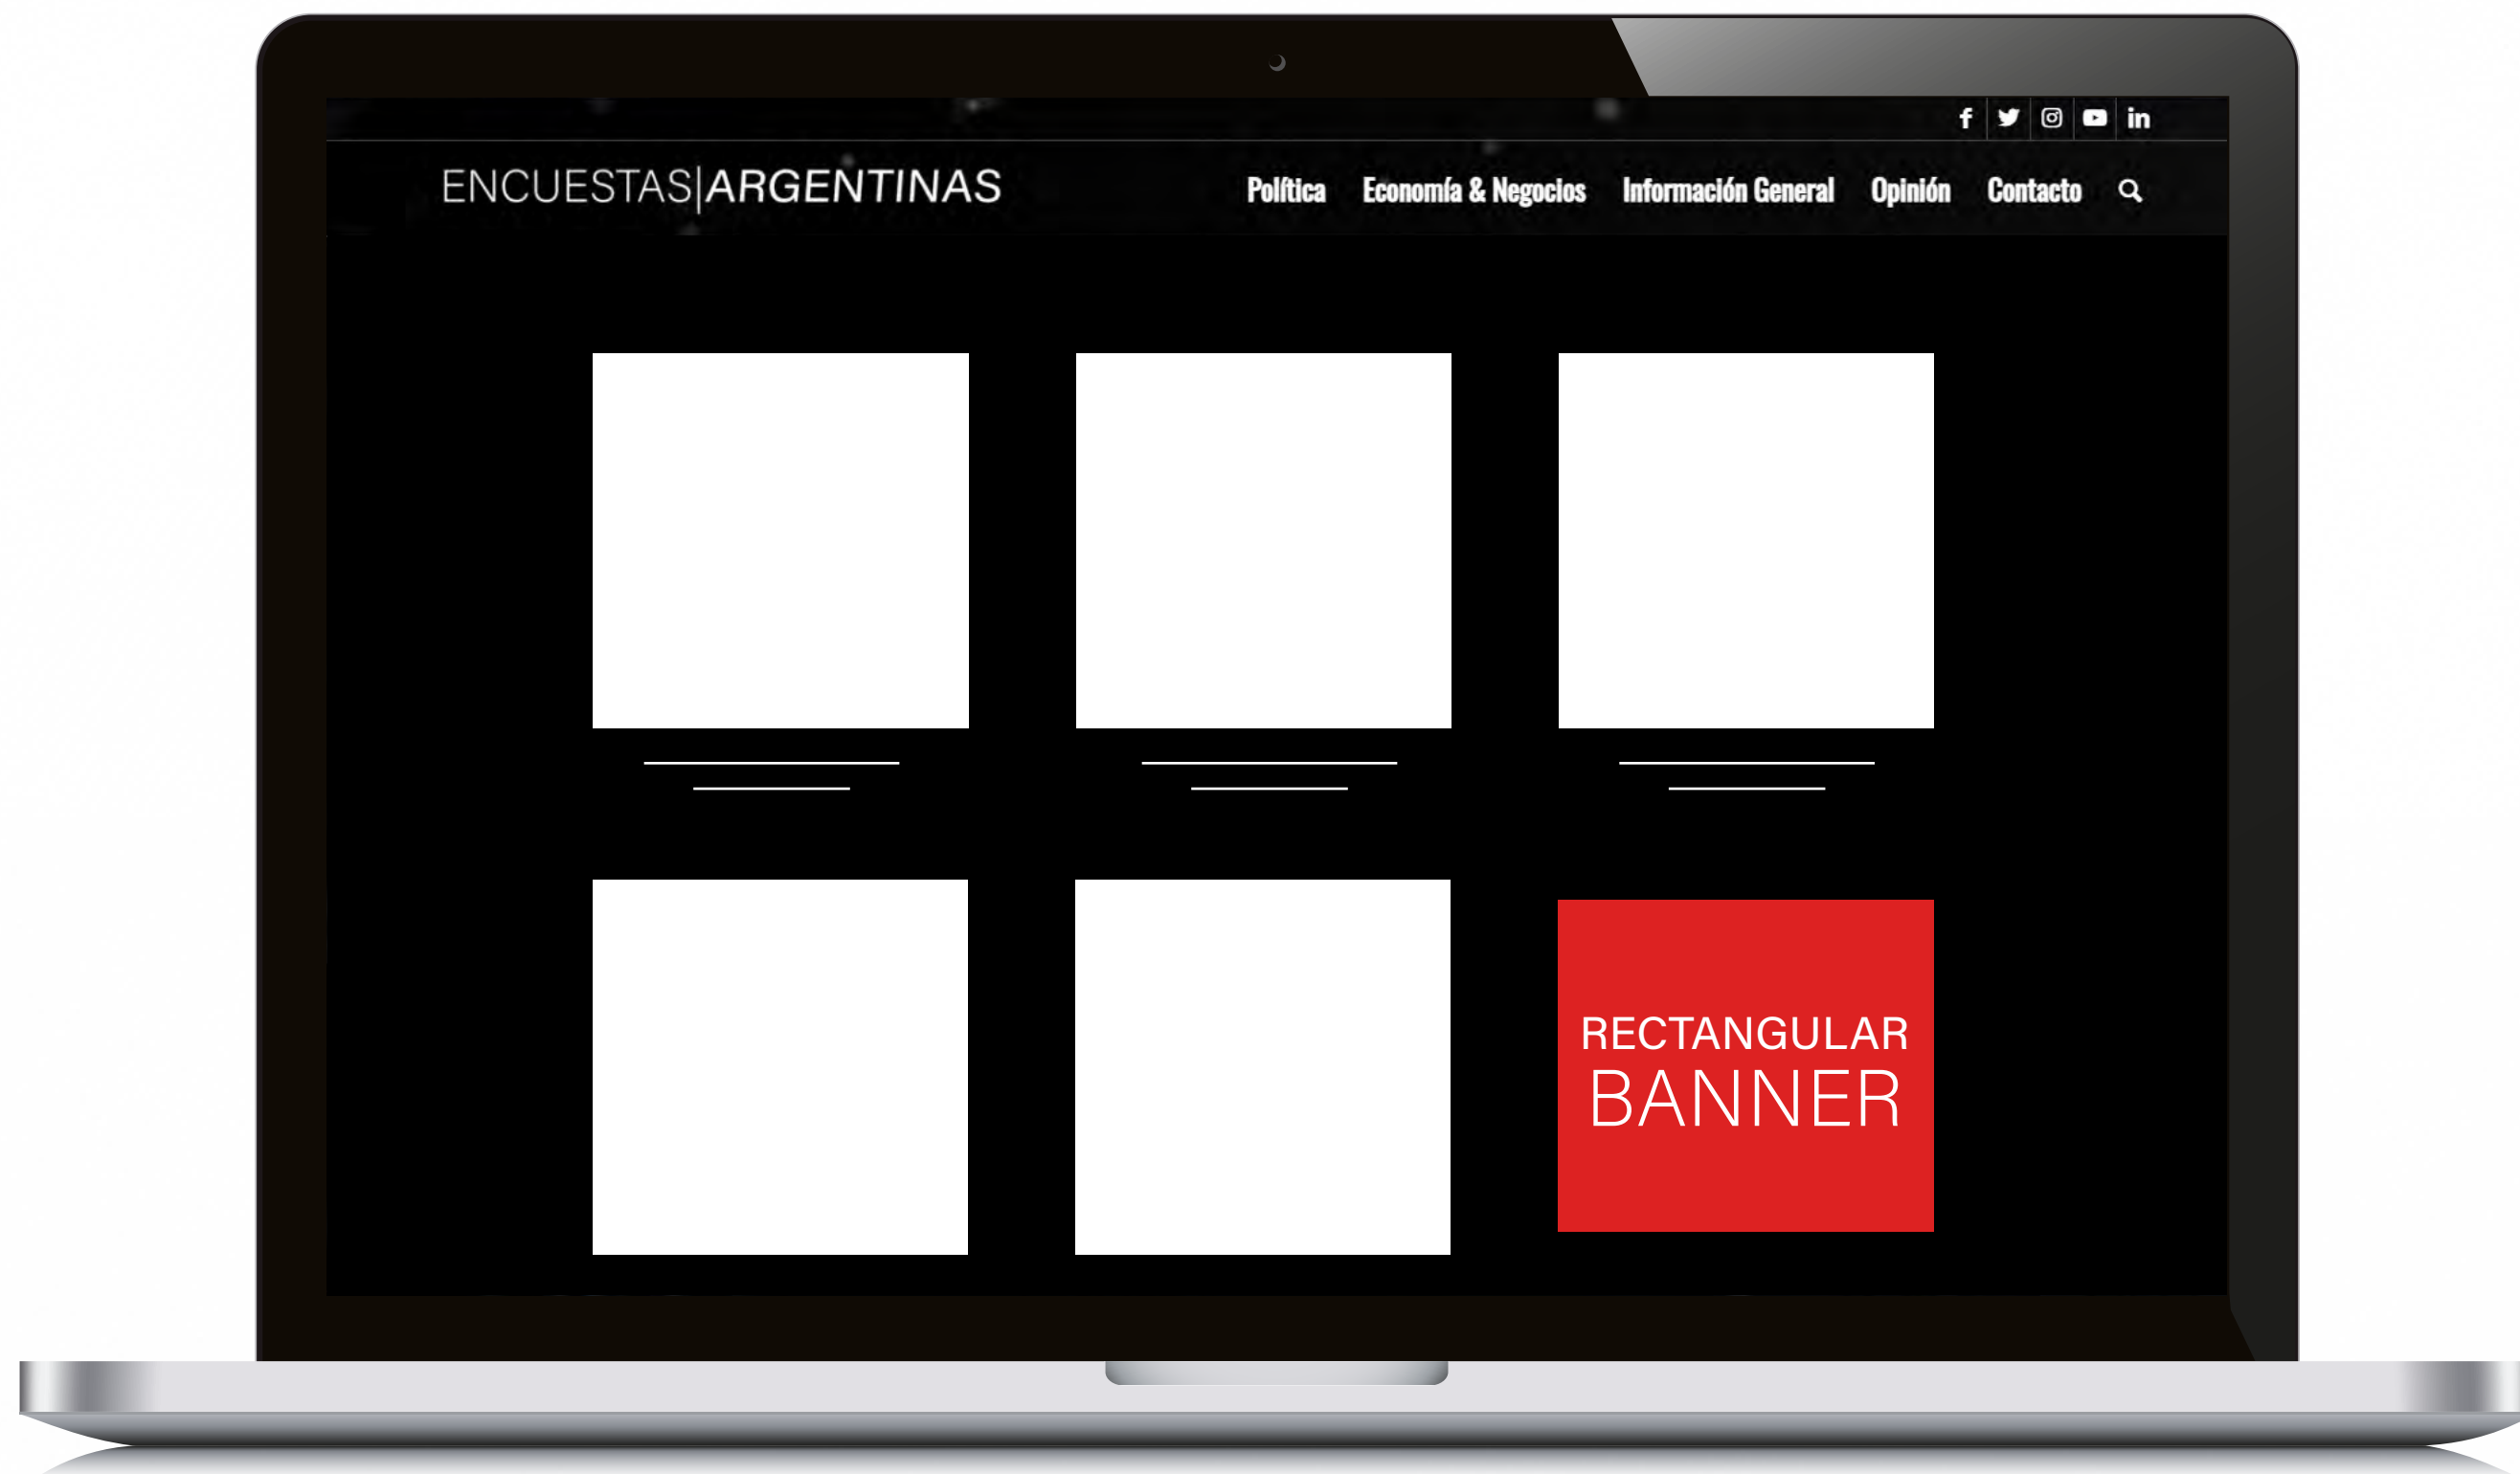 ENCUESTAS|ARGENTINAS
Política Economía & Negocios Información General Opinión Contacto
RECTANGULAR
BANNER